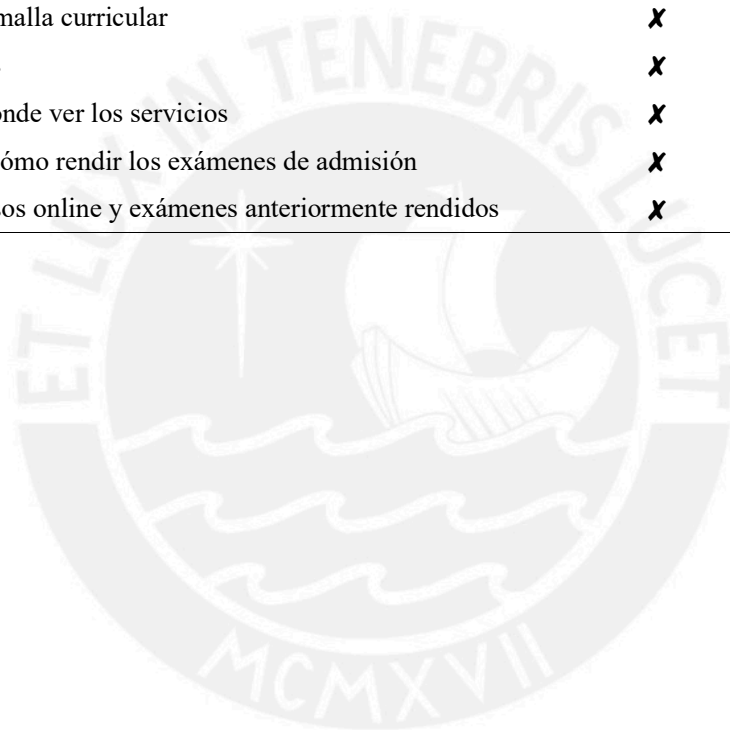 malla curricular ✗
✗
onde ver los servicios ✗
ómo rendir los exámenes de admisión ✗
os online y exámenes anteriormente rendidos ✗
ET LUX IN TENEBRIS LUCET
MCMXVII